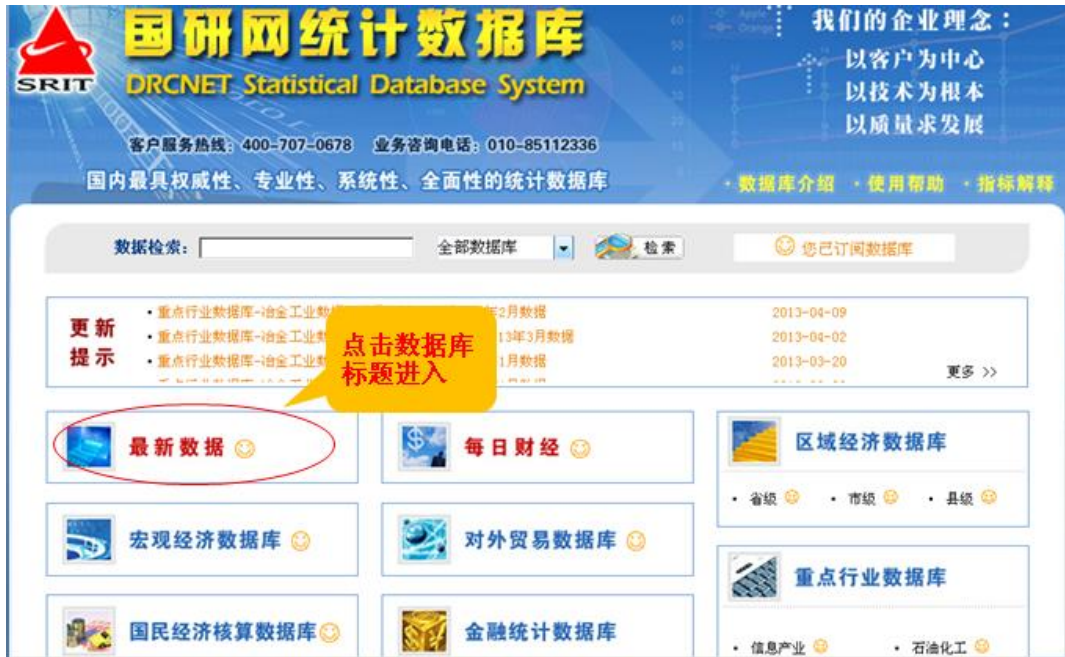 国研网统计数据库
SRIT
DRCNET Statistical Database System
客户服务热线：400-707-0678 业务咨询电话：010-85112336
国内最具权威性、专业性、系统性、全面性的统计数据库
我们的企业理念：
以客户为中心
以技术为根本
以质量求发展
·数据库介绍 ·使用帮助 ·指标解释
数据检索： 全部数据库 检索 您已订阅数据库
更新
提示
·重点行业数据库-冶金工业数 年2月数据 2013-04-09
·重点行业数据库-冶金工业数 13年3月数据 2013-04-02
·重点行业数据库-冶金工业数 1月数据 2013-03-20
更多 >>
点击数据库
标题进入
最新数据
每日财经
区域经济数据库
·省级 ·市级 ·县级
宏观经济数据库
对外贸易数据库
重点行业数据库
国民经济核算数据库
金融统计数据库
·信息产业 ·石油化工